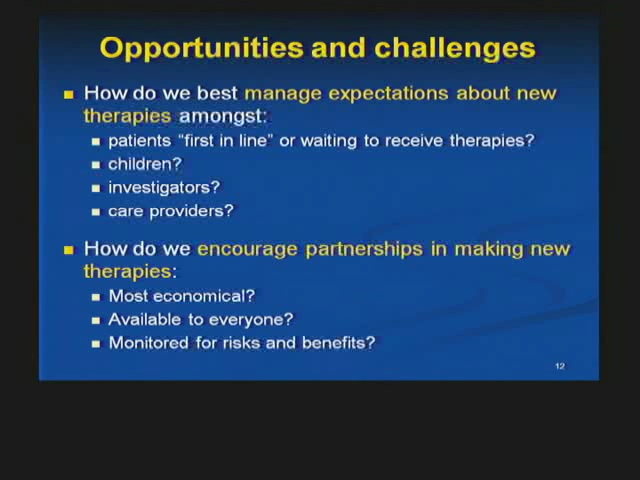 Opportunities and challenges
How do we best manage expectations about new
therapies amongst:
patients “first in line” or waiting to receive therapies?
children?
investigators?
care providers?
How do we encourage partnerships in making new
therapies:
Most economical?
Available to everyone?
Monitored for risks and benefits?
12